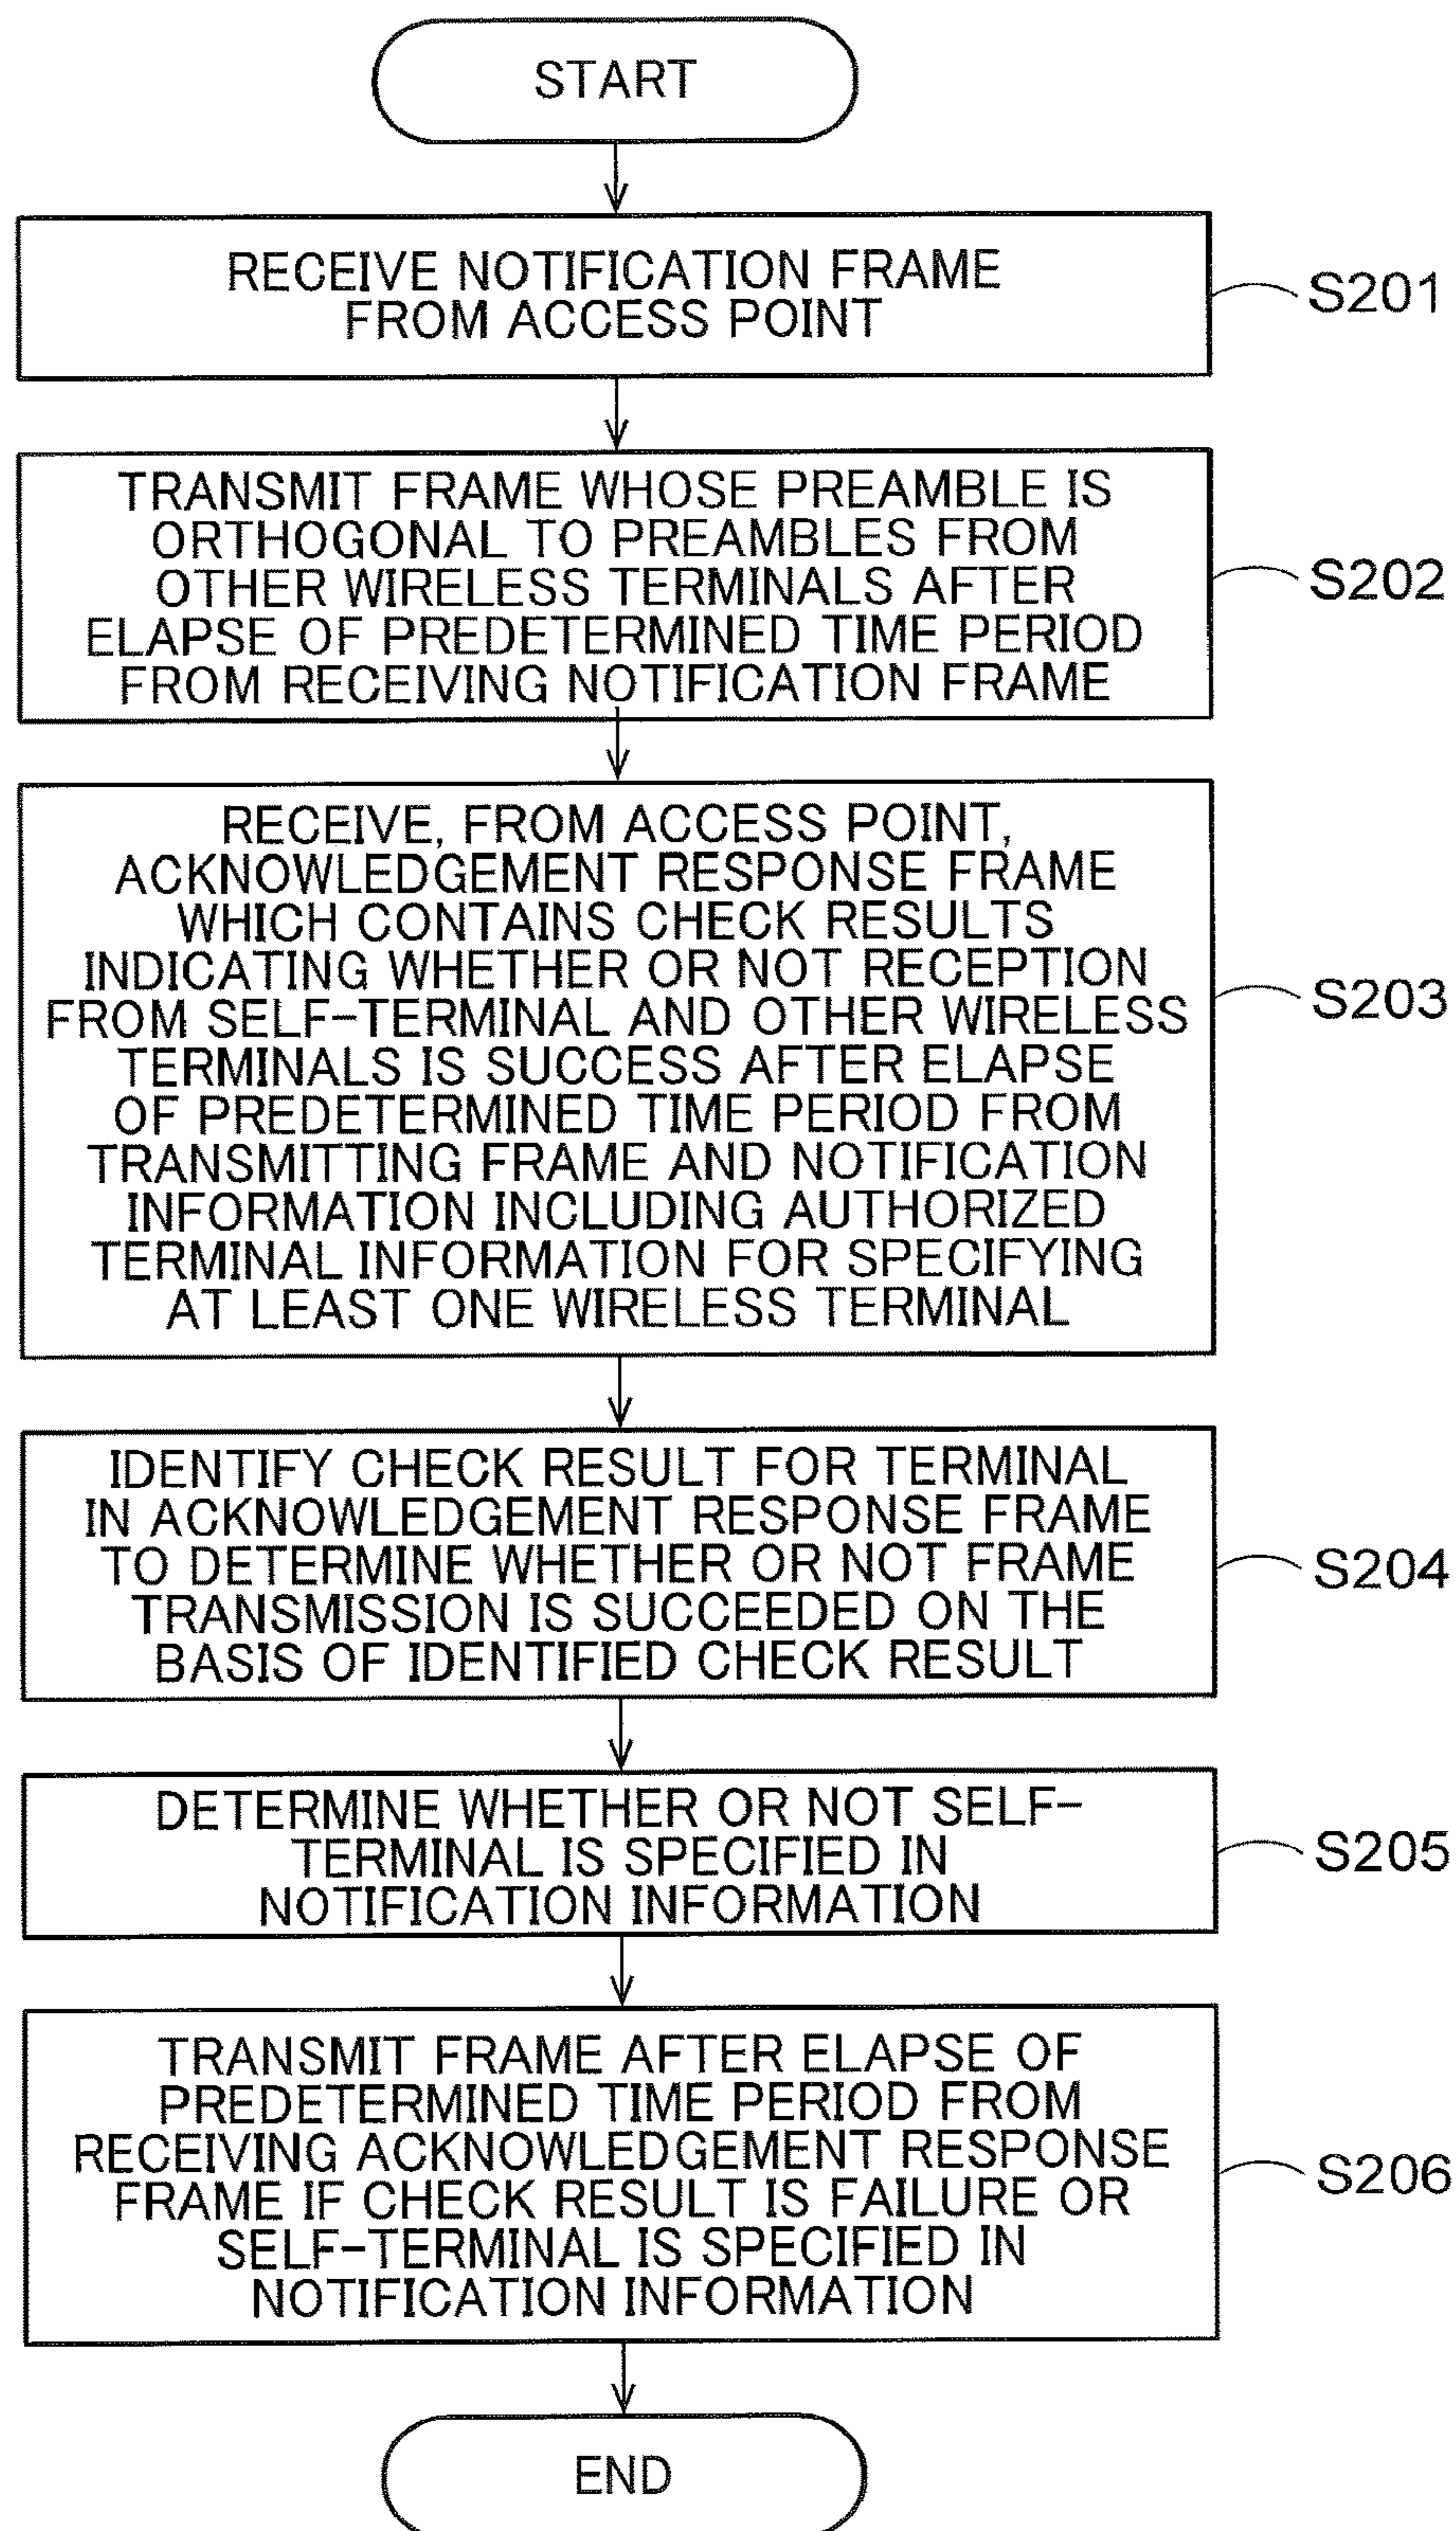 START
RECEIVE NOTIFICATION FRAME
FROM ACCESS POINT
S201
TRANSMIT FRAME WHOSE PREAMBLE IS
ORTHOGONAL TO PREAMBLES FROM
OTHER WIRELESS TERMINALS AFTER
ELAPSE OF PREDETERMINED TIME PERIOD
FROM RECEIVING NOTIFICATION FRAME
S202
RECEIVE, FROM ACCESS POINT,
ACKNOWLEDGEMENT RESPONSE FRAME
WHICH CONTAINS CHECK RESULTS
INDICATING WHETHER OR NOT RECEPTION
FROM SELF-TERMINAL AND OTHER WIRELESS
TERMINALS IS SUCCESS AFTER ELAPSE
OF PREDETERMINED TIME PERIOD FROM
TRANSMITTING FRAME AND NOTIFICATION
INFORMATION INCLUDING AUTHORIZED
TERMINAL INFORMATION FOR SPECIFYING
AT LEAST ONE WIRELESS TERMINAL
S203
IDENTIFY CHECK RESULT FOR TERMINAL
IN ACKNOWLEDGEMENT RESPONSE FRAME
TO DETERMINE WHETHER OR NOT FRAME
TRANSMISSION IS SUCCEEDED ON THE
BASIS OF IDENTIFIED CHECK RESULT
S204
DETERMINE WHETHER OR NOT SELF-
TERMINAL IS SPECIFIED IN
NOTIFICATION INFORMATION
S205
TRANSMIT FRAME AFTER ELAPSE OF
PREDETERMINED TIME PERIOD FROM
RECEIVING ACKNOWLEDGEMENT RESPONSE
FRAME IF CHECK RESULT IS FAILURE OR
SELF-TERMINAL IS SPECIFIED IN
NOTIFICATION INFORMATION
S206
END